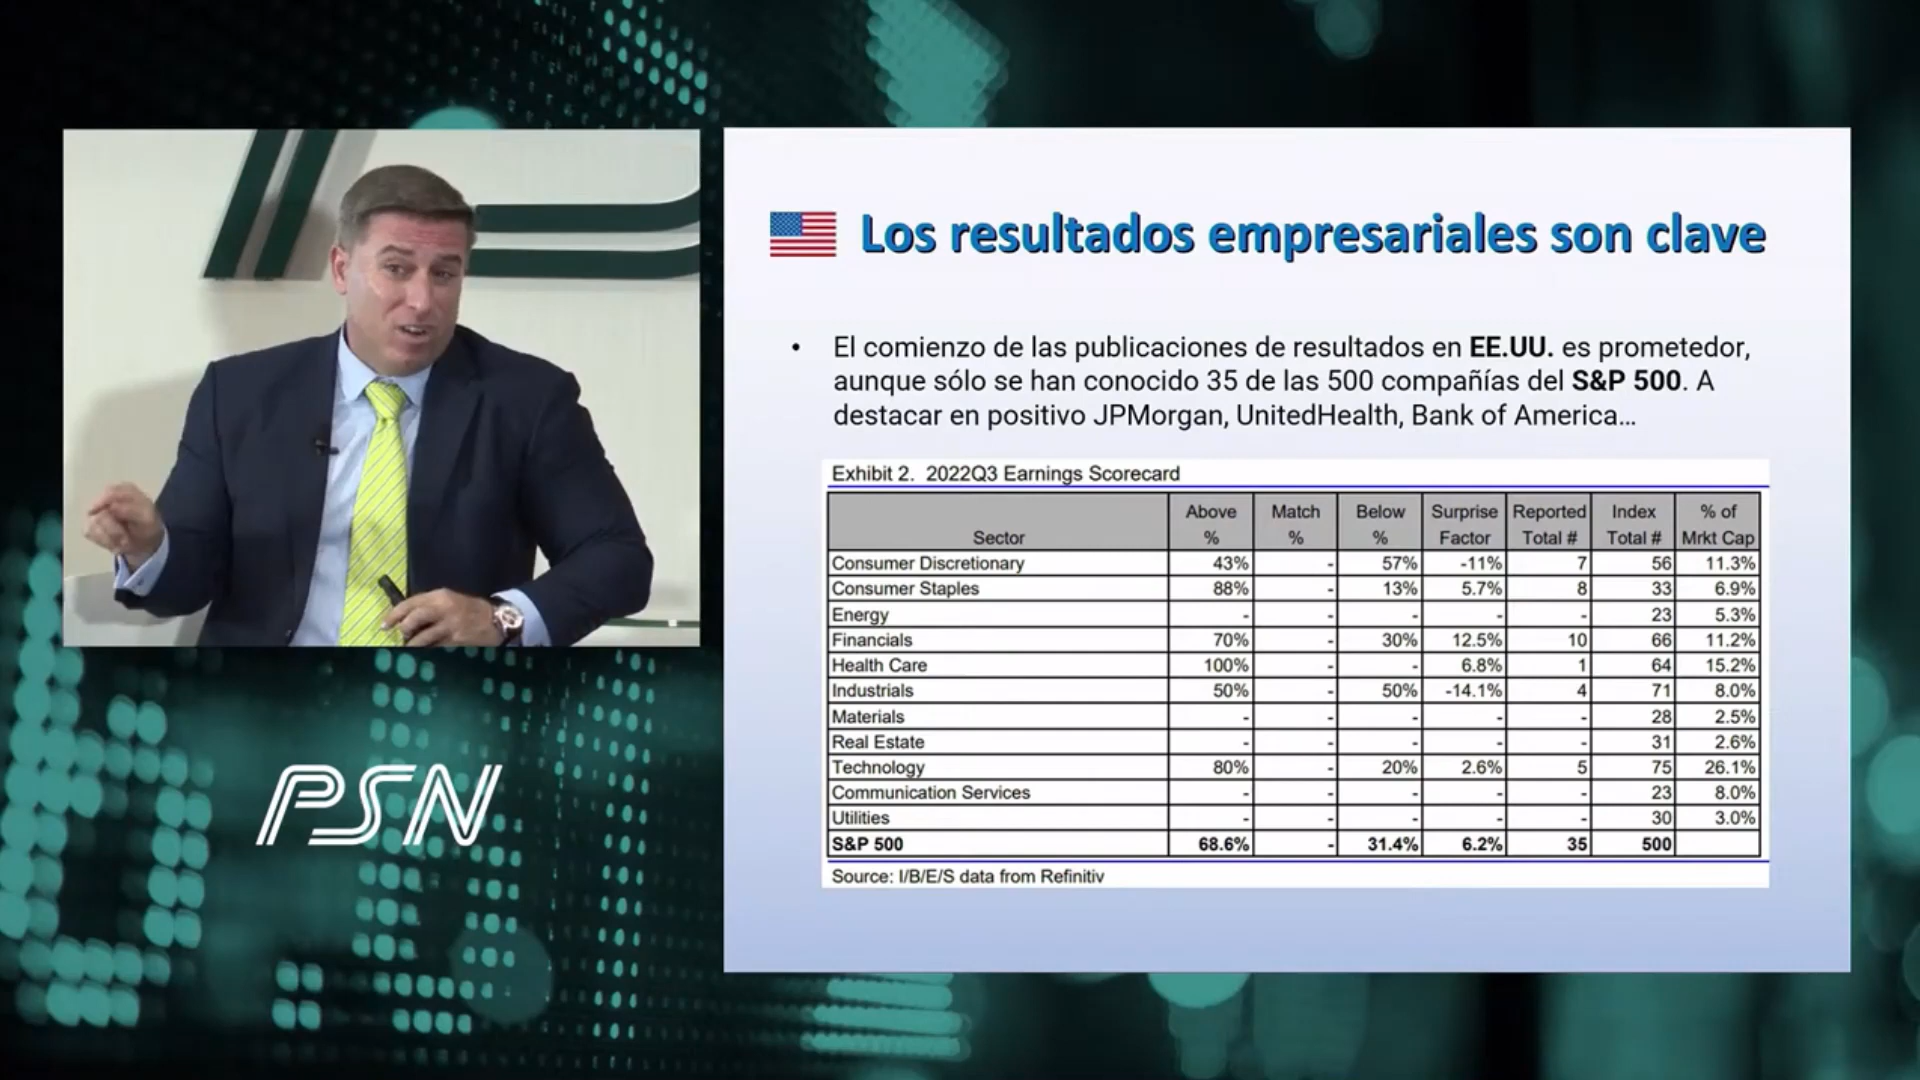 Los resultados empresariales son clave
• El comienzo de las publicaciones de resultados en EE.UU. es prometedor,
aunque sólo se han conocido 35 de las 500 compañías del S&P 500. A
destacar en positivo JPMorgan, UnitedHealth, Bank of America…
Exhibit 2. 2022Q3 Earnings Scorecard
Sector Above % Match % Below % Surprise Factor Reported Total # Index Total # % of Mrkt Cap
Consumer Discretionary 43% - 57% -11% 7 56 11.3%
Consumer Staples 88% - 13% 5.7% 8 33 6.9%
Energy - - - - - 23 5.3%
Financials 70% - 30% 12.5% 10 66 11.2%
Health Care 100% - - 6.8% 1 64 15.2%
Industrials 50% - 50% -14.1% 4 71 8.0%
Materials - - - - - 28 2.5%
Real Estate - - - - - 31 2.6%
Technology 80% - 20% 2.6% 5 75 26.1%
Communication Services - - - - - 23 8.0%
Utilities - - - - - 30 3.0%
S&P 500 68.6% - 31.4% 6.2% 35 500
Source: I/B/E/S data from Refinitiv
PSN